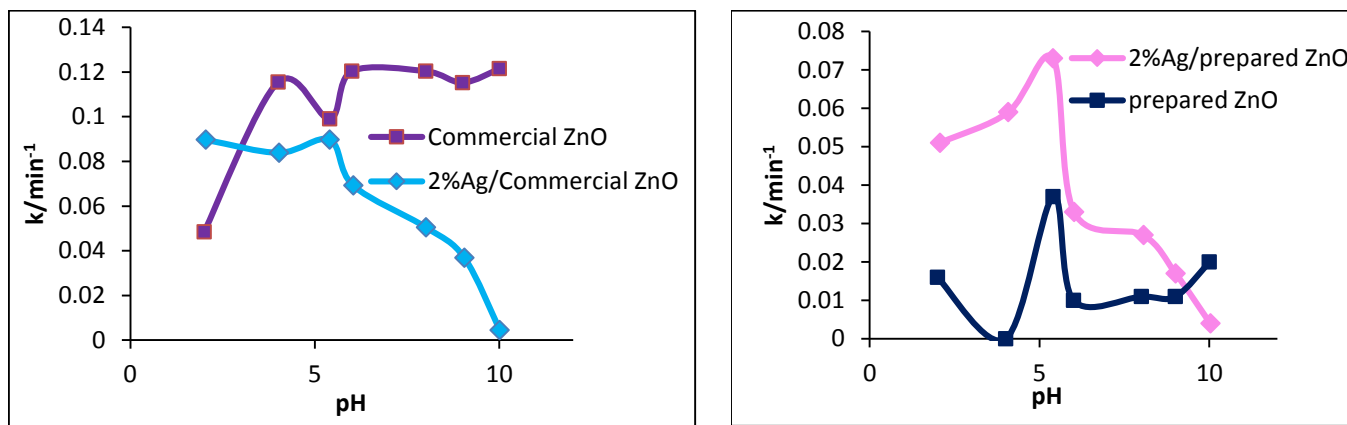 0.14
0.12
0.1
0.08
0.06
0.04
0.02
0
k/min⁻¹
Commercial ZnO
2%Ag/Commercial ZnO
0
5
10
pH
0.08
0.07
0.06
0.05
0.04
0.03
0.02
0.01
0
k/min⁻¹
2%Ag/prepared ZnO
prepared ZnO
0
5
10
pH